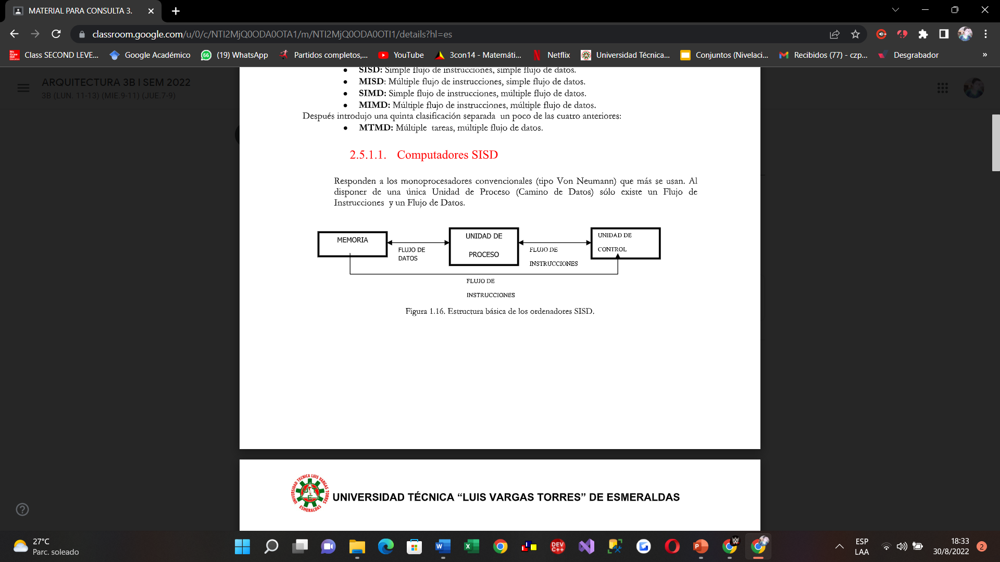 MATERIAL PARA CONSULTA 3.
classroom.google.com/u/0/c/NTI2MjQ0ODA0OTA1/m/NTI2MjQ0ODA0OTI1/details?hl=es
Class SECOND LEVE...
Google Académico
(19) WhatsApp
Partidos completos,...
YouTube
3con14 - Matemáti...
Netflix
Universidad Técnica...
Conjuntos (Nivelaci...
Recibidos (77) - czp...
Desgrabador
»
ARQUITECTURA 3B I SEM 2022
3B (LUN. 11-13) (MIE.9-11) (JUE.7-9)
• SISD: Simple flujo de instrucciones, simple flujo de datos.
• MISD: Múltiple flujo de instrucciones, simple flujo de datos.
• SIMD: Simple flujo de instrucciones, múltiple flujo de datos.
• MIMD: Múltiple flujo de instrucciones, múltiple flujo de datos.
Después introdujo una quinta clasificación separada un poco de las cuatro anteriores:
• MTMD: Múltiple tareas, múltiple flujo de datos.
2.5.1.1. Computadores SISD
Responden a los monoprocesadores convencionales (tipo Von Neumann) que más se usan. Al
disponer de una única Unidad de Proceso (Camino de Datos) sólo existe un Flujo de
Instrucciones y un Flujo de Datos.
MEMORIA
FLUJO DE
DATOS
UNIDAD DE
PROCESO
FLUJO DE
INSTRUCCIONES
UNIDAD DE
CONTROL
FLUJO DE
INSTRUCCIONES
Figura 1.16. Estructura básica de los ordenadores SISD.
UNIVERSIDAD TECNICA LUIS VARGAS TORRES
ESMERALDAS
UNIVERSIDAD TÉCNICA “LUIS VARGAS TORRES” DE ESMERALDAS
27°C
Parc. soleado
DEV
C++
ESP
LAA
18:33
30/8/2022
2